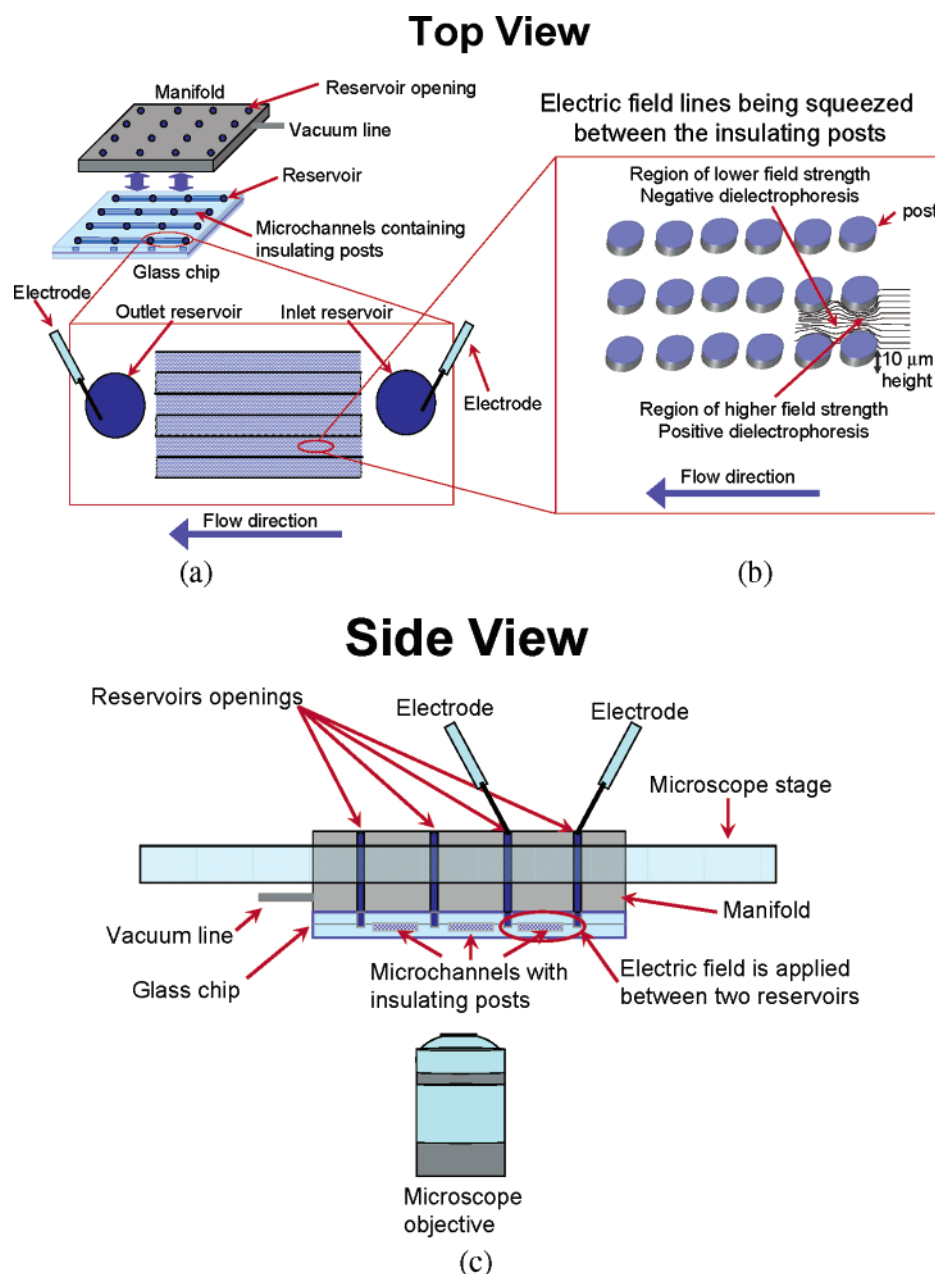 Top View
Manifold
Reservoir opening
Vacuum line
Reservoir
Microchannels containing
insulating posts
Glass chip
Electrode
Outlet reservoir
Inlet reservoir
Electrode
Flow direction
(a)
Electric field lines being squeezed
between the insulating posts
Region of lower field strength
Negative dielectrophoresis
post
10 μm
height
Region of higher field strength
Positive dielectrophoresis
Flow direction
(b)
Side View
Reservoirs openings
Electrode
Electrode
Microscope stage
Vacuum line
Manifold
Glass chip
Microchannels with
insulating posts
Electric field is applied
between two reservoirs
Microscope
objective
(c)